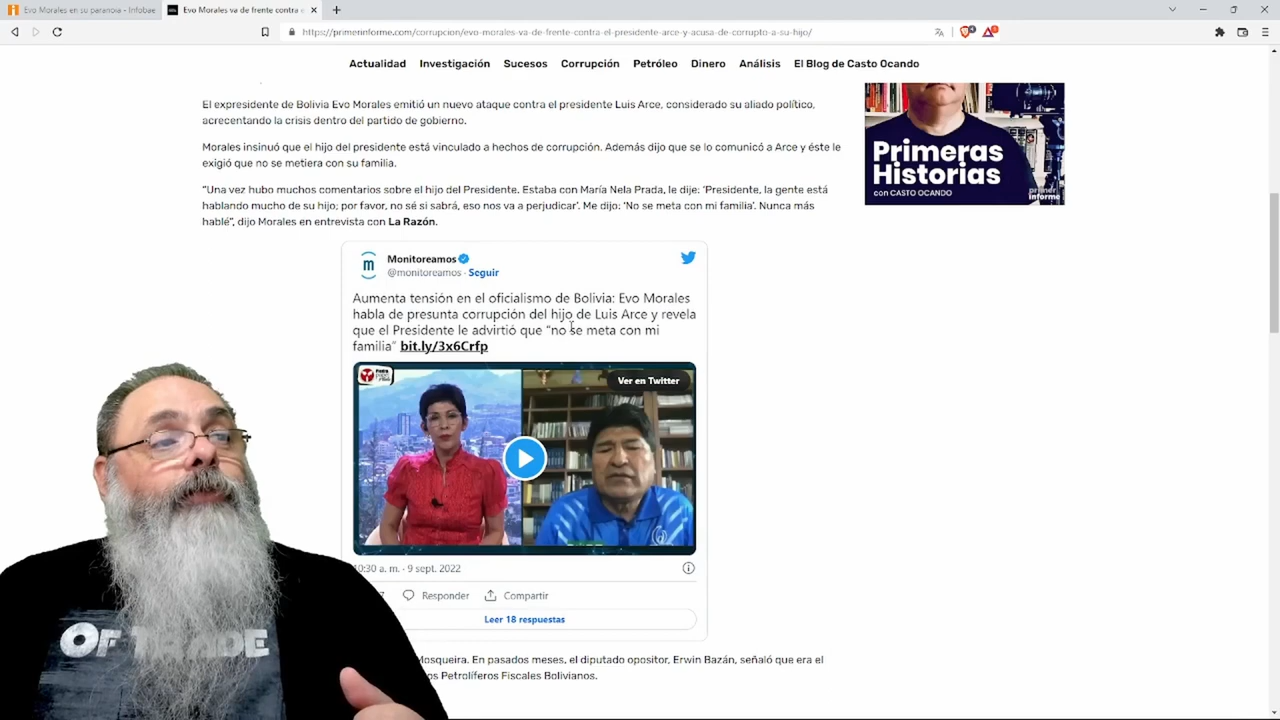 Evo Morales en su paranoia - Infobae
Evo Morales va de frente contra e
https://primerinforme.com/corrupcion/evo-morales-va-de-frente-contra-el-presidente-arce-y-acusa-de-corrupto-a-su-hijo/
Actualidad Investigación Sucesos Corrupción Petróleo Dinero Análisis El Blog de Casto Ocando
El expresidente de Bolivia Evo Morales emitió un nuevo ataque contra el presidente Luis Arce, considerado su aliado político,
acrecentando la crisis dentro del partido de gobierno.
Morales insinuó que el hijo del presidente está vinculado a hechos de corrupción. Además dijo que se lo comunicó a Arce y éste le
exigió que no se metiera con su familia.
“Una vez hubo muchos comentarios sobre el hijo del Presidente. Estaba con María Nela Prada, le dije: ‘Presidente, la gente está
hablando mucho de su hijo; por favor, no sé si sabrá, eso nos va a perjudicar’. Me dijo: ‘No se meta con mi familia’. Nunca más
hablé”, dijo Morales en entrevista con La Razón.
Primeras
Historias
con CASTO OCANDO
primer
informe
m
Monitoreamos
@monitoreamos · Seguir
Aumenta tensión en el oficialismo de Bolivia: Evo Morales
habla de presunta corrupción del hijo de Luis Arce y revela
que el Presidente le advirtió que “no se meta con mi
familia” bit.ly/3x6Crfp
Ver en Twitter
10:30 a. m. · 9 sept. 2022
Responder Compartir
Leer 18 respuestas
Mosqueira. En pasados meses, el diputado opositor, Erwin Bazán, señaló que era el
os Petrolíferos Fiscales Bolivianos.
OF